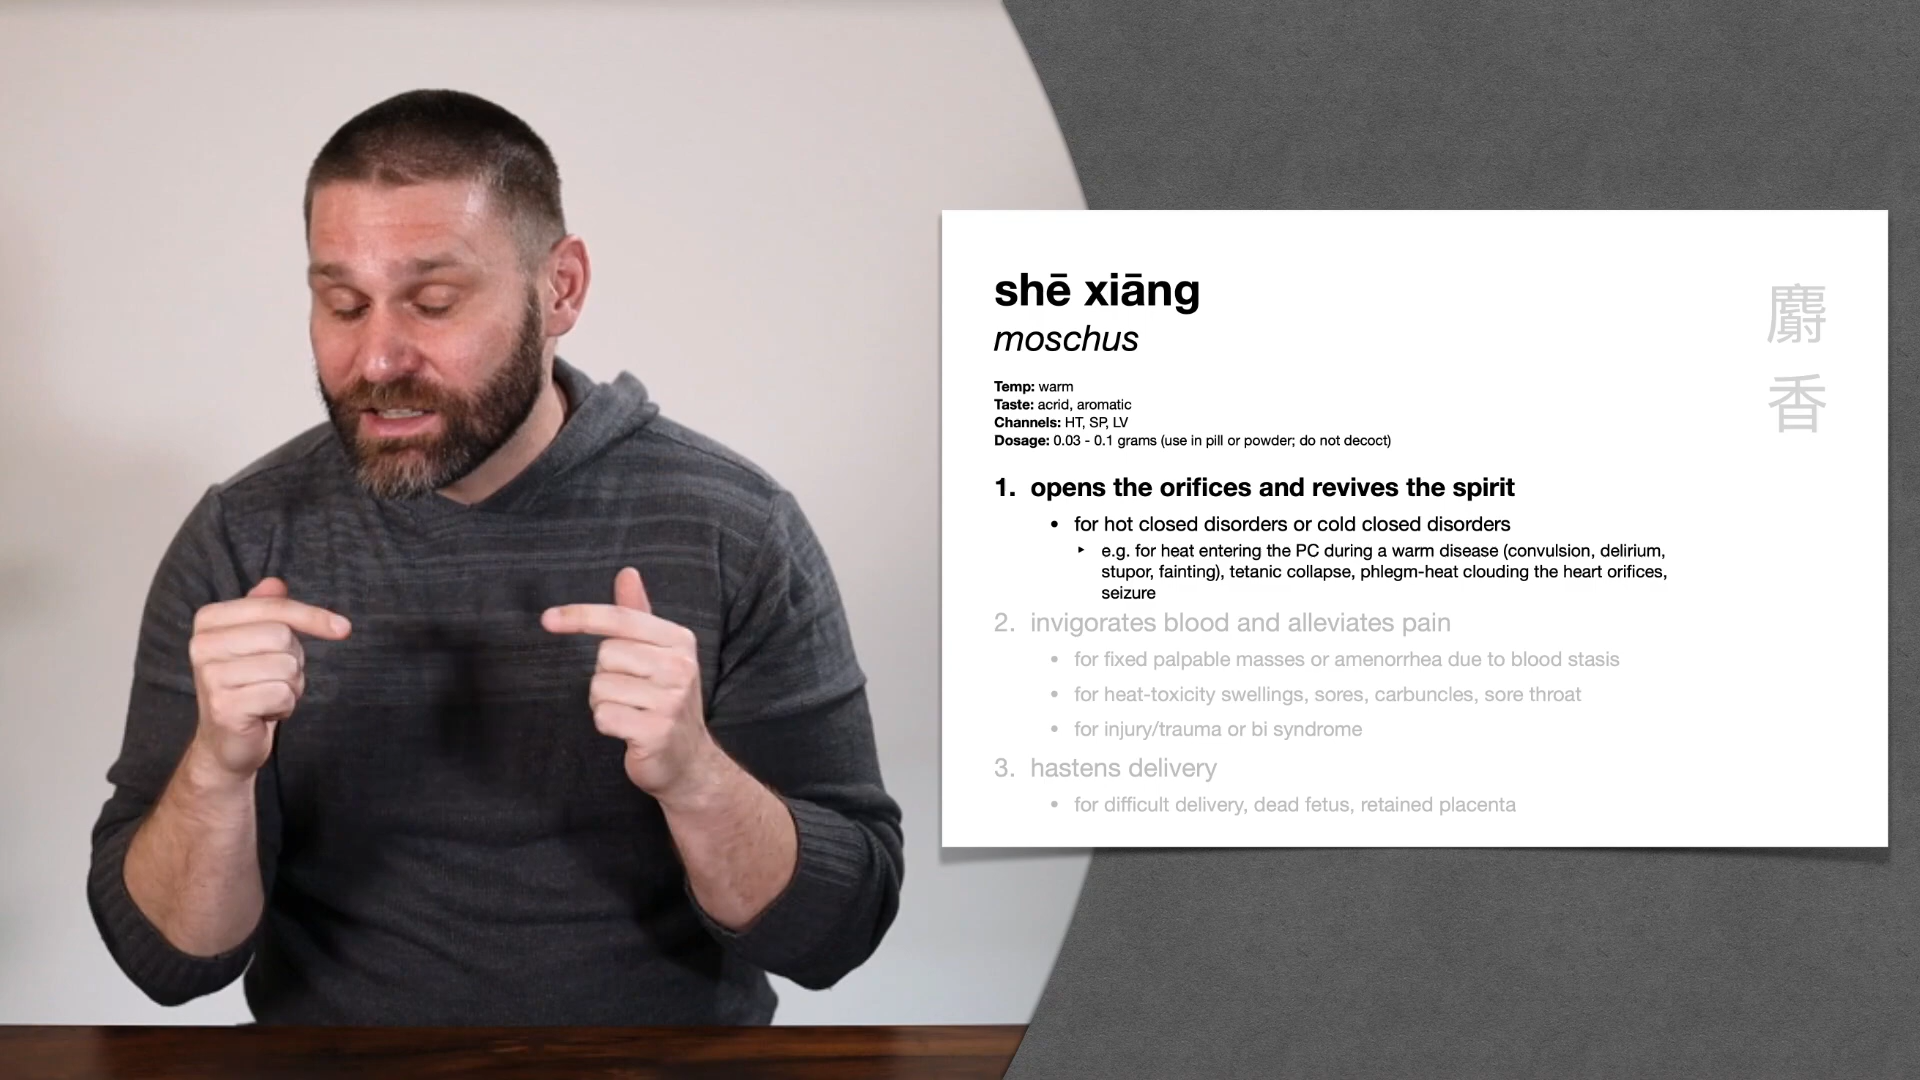 shē xiāng
moschus
麝
香
Temp: warm
Taste: acrid, aromatic
Channels: HT, SP, LV
Dosage: 0.03 - 0.1 grams (use in pill or powder; do not decoct)
1. opens the orifices and revives the spirit
• for hot closed disorders or cold closed disorders
‣ e.g. for heat entering the PC during a warm disease (convulsion, delirium,
stupor, fainting), tetanic collapse, phlegm-heat clouding the heart orifices,
seizure
2. invigorates blood and alleviates pain
• for fixed palpable masses or amenorrhea due to blood stasis
• for heat-toxicity swellings, sores, carbuncles, sore throat
• for injury/trauma or bi syndrome
3. hastens delivery
• for difficult delivery, dead fetus, retained placenta